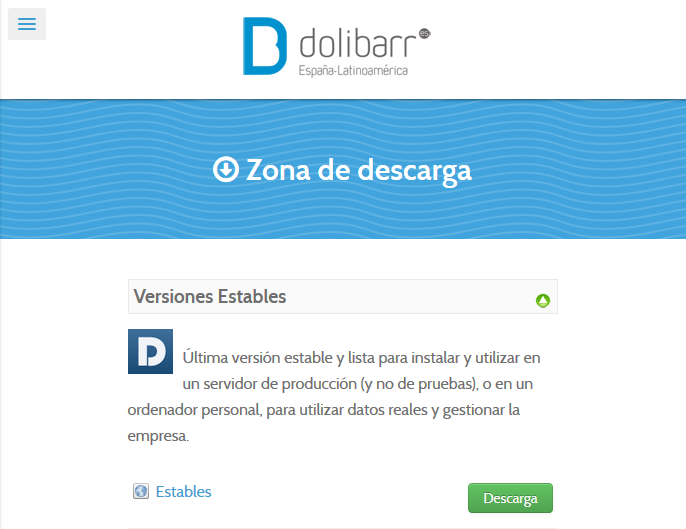 dolibarr es
España-Latinoamérica
Zona de descarga
Versiones Estables
Última versión estable y lista para instalar y utilizar en
un servidor de producción (y no de pruebas), o en un
ordenador personal, para utilizar datos reales y gestionar la
empresa.
Estables
Descarga